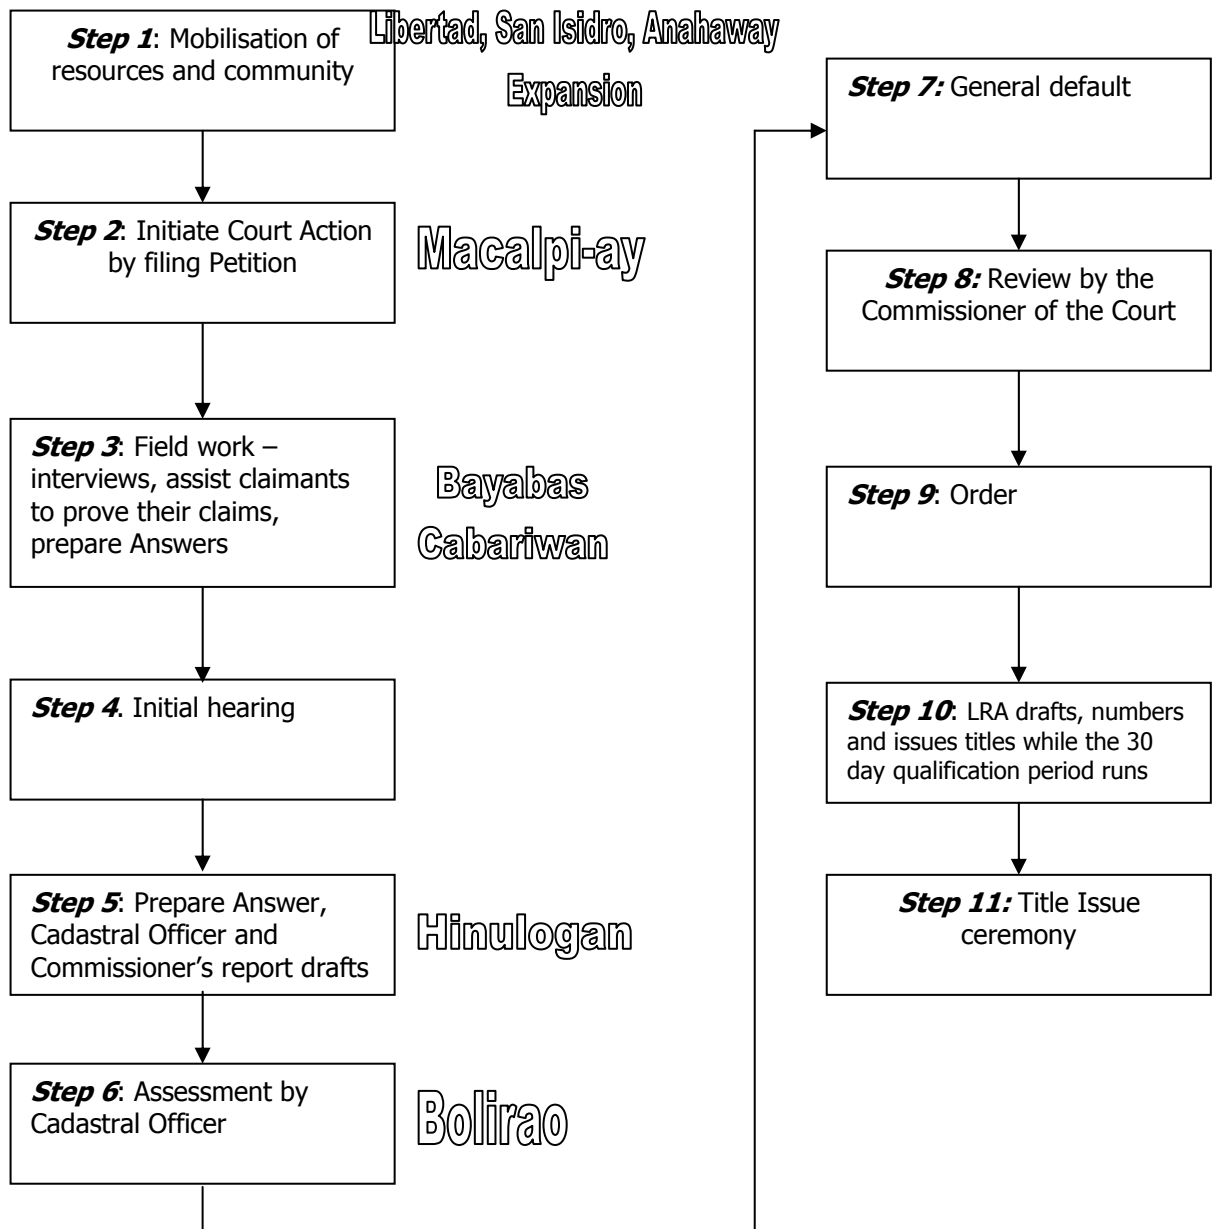 Step 1: Mobilisation of
resources and community
Libertad, San Isidro, Anahaway
Expansion
Step 2: Initiate Court Action
by filing Petition
Macalpi-ay
Step 3: Field work –
interviews, assist claimants
to prove their claims,
prepare Answers
Bayabas
Cabariwan
Step 4. Initial hearing
Step 5: Prepare Answer,
Cadastral Officer and
Commissioner’s report drafts
Hinulogan
Step 6: Assessment by
Cadastral Officer
Bolirao
Step 7: General default
Step 8: Review by the
Commissioner of the Court
Step 9: Order
Step 10: LRA drafts, numbers
and issues titles while the 30
day qualification period runs
Step 11: Title Issue
ceremony